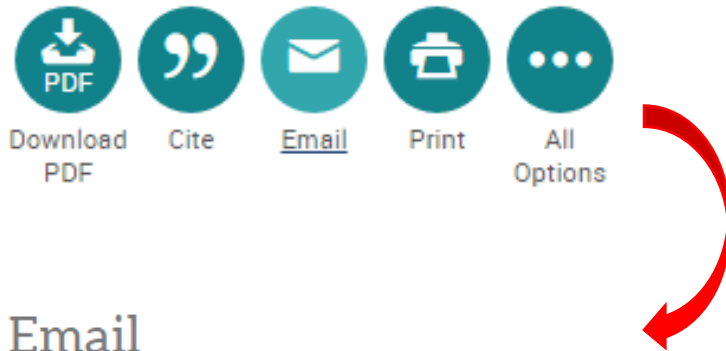 PDF
Download PDF
Cite
Email
Print
All Options
Email